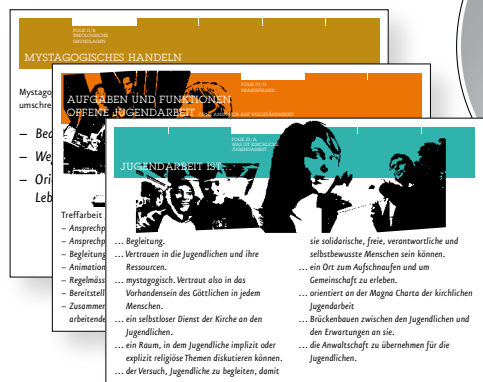 FOLIE II/B
THEOLOGISCHE
GRUNDLAGEN
MYSTAGOGISCHES HANDELN
Mystago
umschre
– Bea
– We
– Ori
Leb
FOLIE IV/C
PRAXISFELDER
AUFGABEN UND FUNKTIONEN
OFFENE JUGENDARBEIT
Treffarbeit
– Ansprechp
– Ansprechp
– Begleitung
– Animation
– Regelmäss
– Bereitstell
– Zusammen
arbeitende
FOLIE III/A
WAS IST KIRCHLICHE
JUGENDARBEIT
JUGENDARBEIT IST...
... Begleitung.
... Vertrauen in die Jugendlichen und ihre
Ressourcen.
... mystagogisch. Vertraut also in das
Vorhandensein des Göttlichen in jedem
Menschen.
... ein selbstloser Dienst der Kirche an den
Jugendlichen.
... ein Raum, in dem Jugendliche implizit oder
explizit religiöse Themen diskutieren können.
... der Versuch, Jugendliche zu begleiten, damit
sie solidarische, freie, verantwortliche und
selbstbewusste Menschen sein können.
... ein Ort zum Aufschnaufen und um
Gemeinschaft zu erleben.
... orientiert an der Magna Charta der kirchlichen
Jugendarbeit
... Brückenbauen zwischen den Jugendlichen und
den Erwartungen an sie.
... die Anwaltschaft zu übernehmen für die
Jugendlichen.